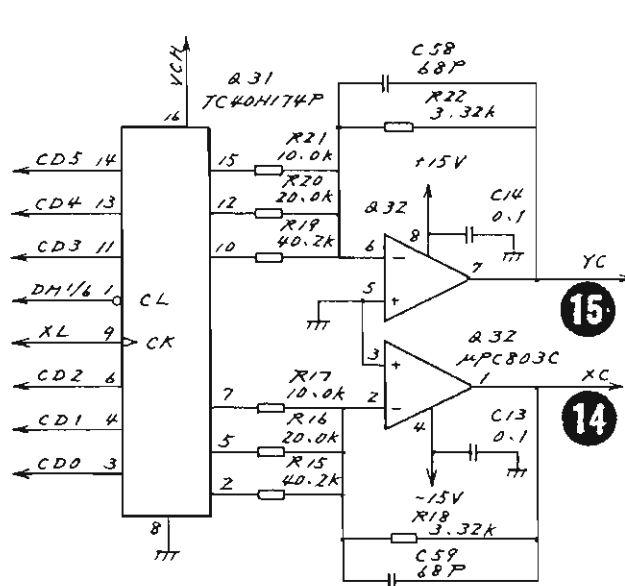 C58
68P
VCH
Q31
TC40H174P
R22
3.32k
16
R21
10.0k
+15V
CD5 14
15
R20
20.0k
C14
0.1
CD4 13
12
R19
40.2k
Q32
8
CD3 11
10
6 −
7
YC
DM1/6 1
CL
5 +
15
XL 9
CK
Q32
μPC803C
3 +
CD2 6
7
R17
10.0k
2 −
1
XC
14
CD1 4
5
R16
20.0k
4
C13
0.1
CD0 3
2
R15
40.2k
-15V
8
R18
3.32k
C59
68P